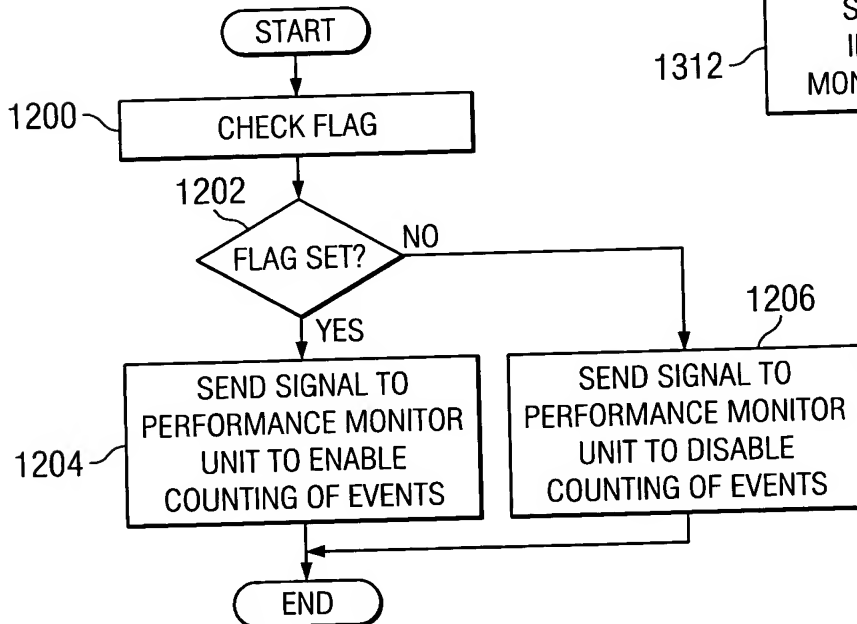 START
1200
CHECK FLAG
1202
FLAG SET?
NO
YES
1204
SEND SIGNAL TO
PERFORMANCE MONITOR
UNIT TO ENABLE
COUNTING OF EVENTS
1206
SEND SIGNAL TO
PERFORMANCE MONITOR
UNIT TO DISABLE
COUNTING OF EVENTS
END
1312